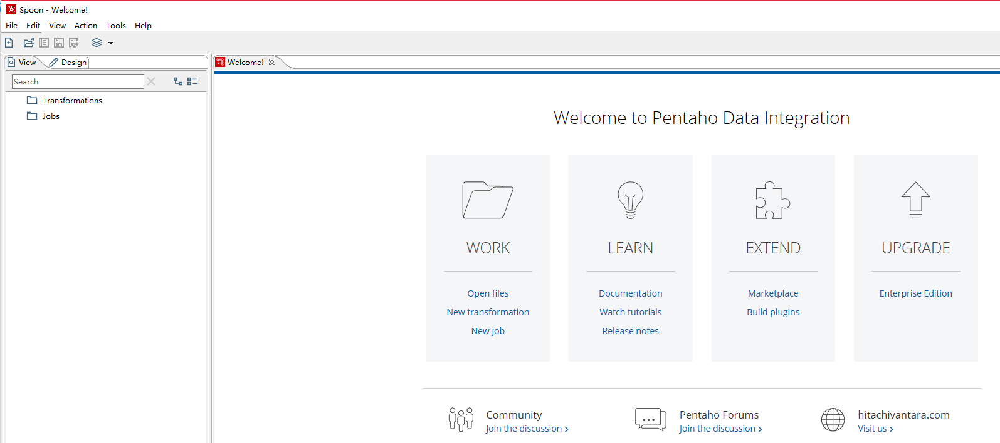 Spoon - Welcome!
File Edit View Action Tools Help
View Design
Welcome!
Search
Transformations
Jobs
Welcome to Pentaho Data Integration
WORK
Open files
New transformation
New job
LEARN
Documentation
Watch tutorials
Release notes
EXTEND
Marketplace
Build plugins
UPGRADE
Enterprise Edition
Community
Join the discussion
Pentaho Forums
Join the discussion
hitachivantara.com
Visit us